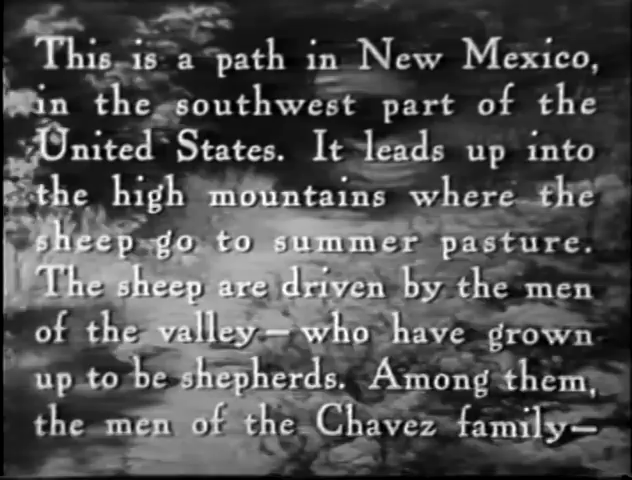 This is a path in New Mexico,
in the southwest part of the
United States. It leads up into
the high mountains where the
sheep go to summer pasture.
The sheep are driven by the men
of the valley—who have grown
up to be shepherds. Among them,
the men of the Chavez family—